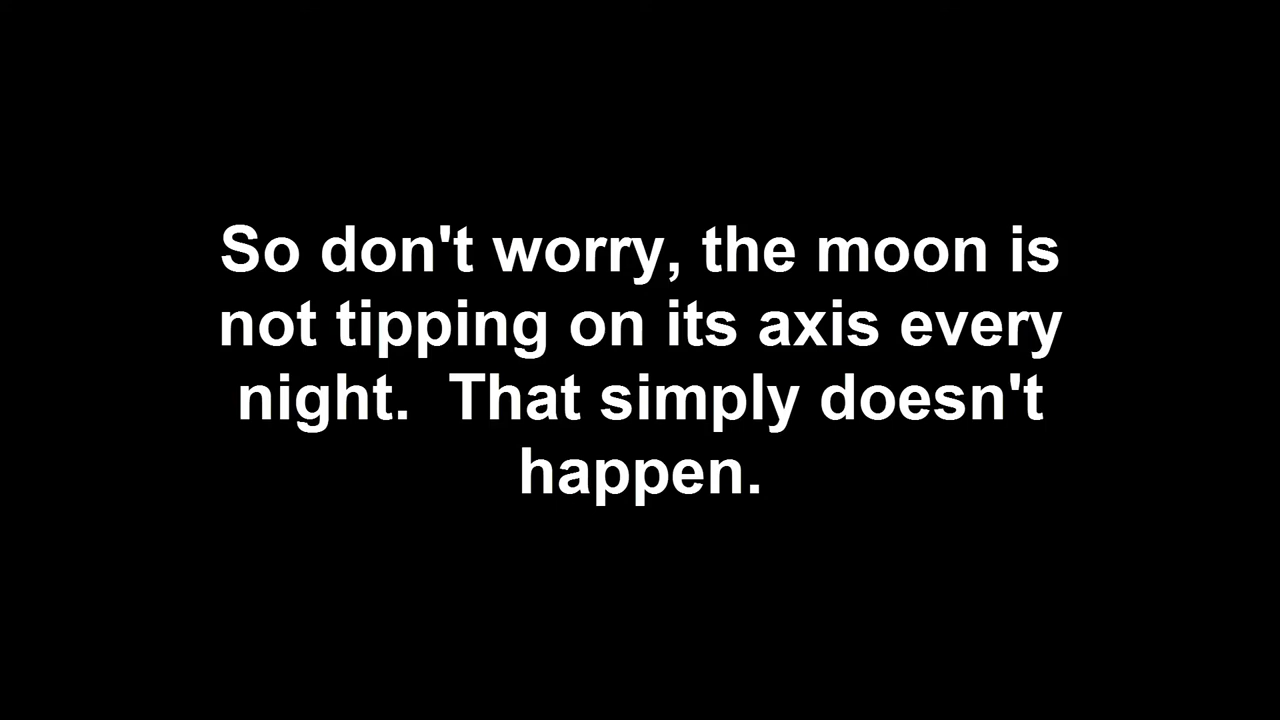 So don't worry, the moon is
not tipping on its axis every
night.  That simply doesn't
happen.